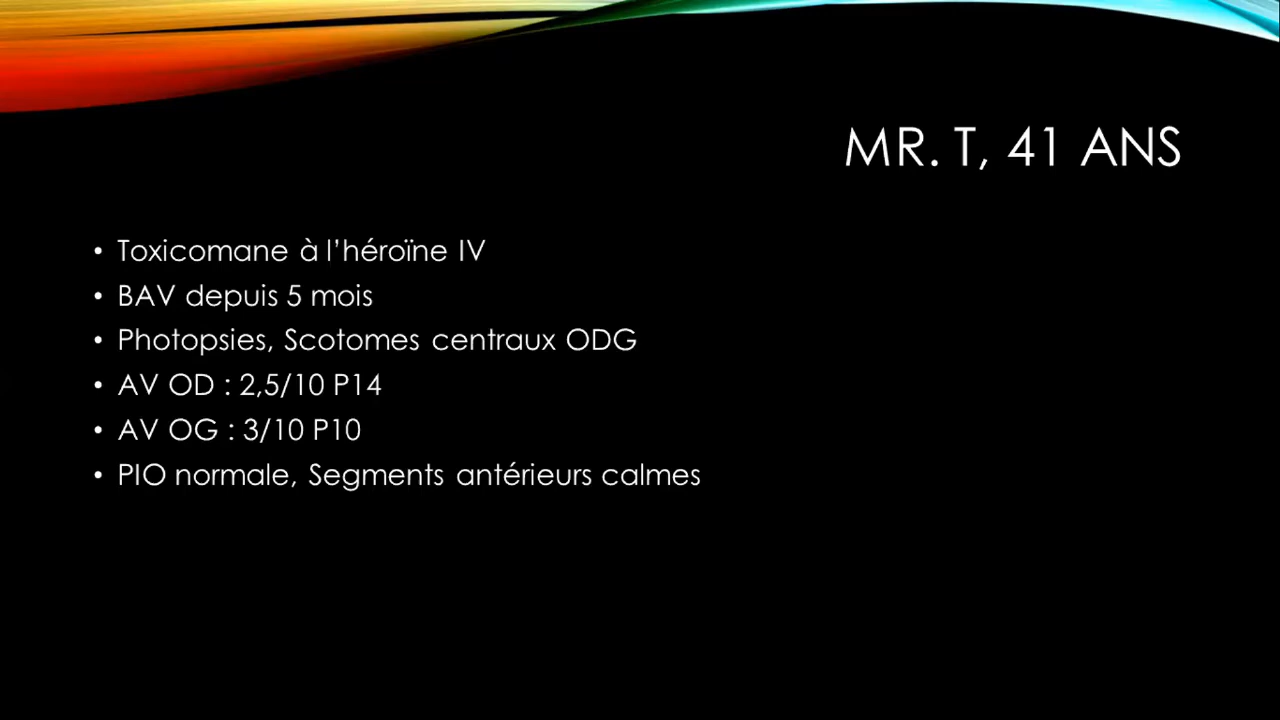 MR. T, 41 ANS
• Toxicomane à l'héroïne IV
• BAV depuis 5 mois
• Photopsies, Scotomes centraux ODG
• AV OD : 2,5/10 P14
• AV OG : 3/10 P10
• PIO normale, Segments antérieurs calmes